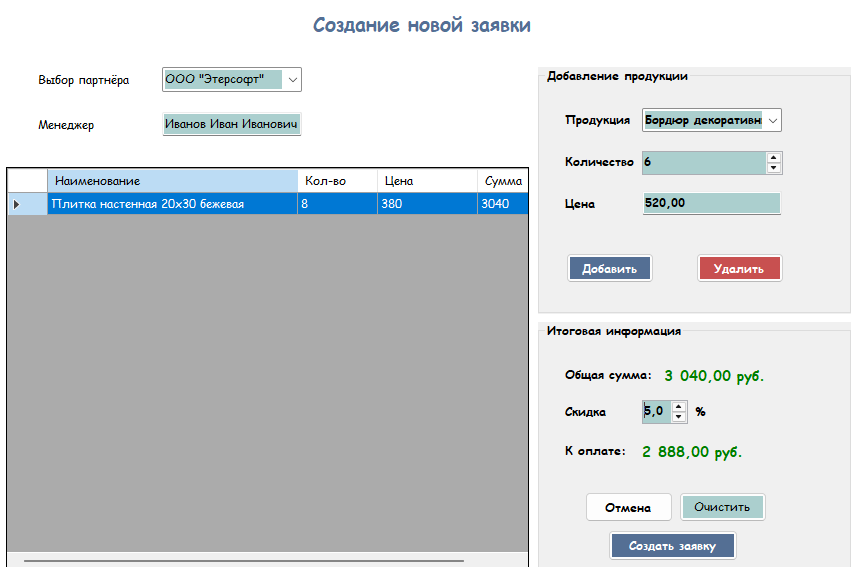 Создание новой заявки
Выбор партнёра ООО "Этерсофт"
Менеджер Иванов Иван Иванович
Наименование Кол-во Цена Сумма
Плитка настенная 20х30 бежевая 8 380 3040
Добавление продукции
Продукция Бордюр декоративн
Количество 6
Цена 520,00
Добавить Удалить
Итоговая информация
Общая сумма: 3 040,00 руб.
Скидка 5,0 %
К оплате: 2 888,00 руб.
Отмена Очистить
Создать заявку